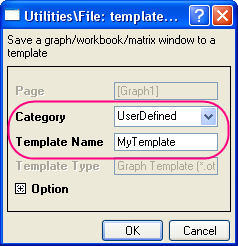 Utilities\File: template...
Save a graph/workbook/matrix window to a
template
Page [Graph1]
Category UserDefined
Template Name MyTemplate
Template Type Graph Template (*.ot
Option
OK Cancel